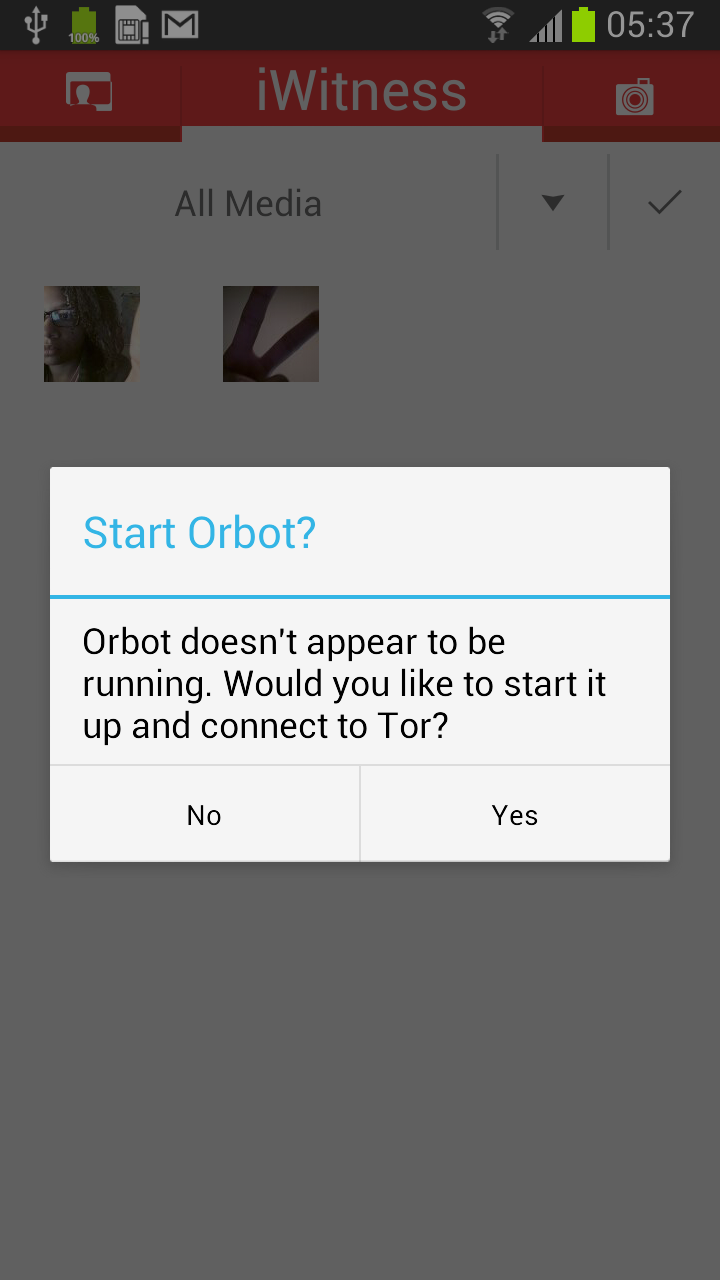 100%
05:37
iWitness
All Media
Start Orbot?
Orbot doesn't appear to be
running. Would you like to start it
up and connect to Tor?
No
Yes